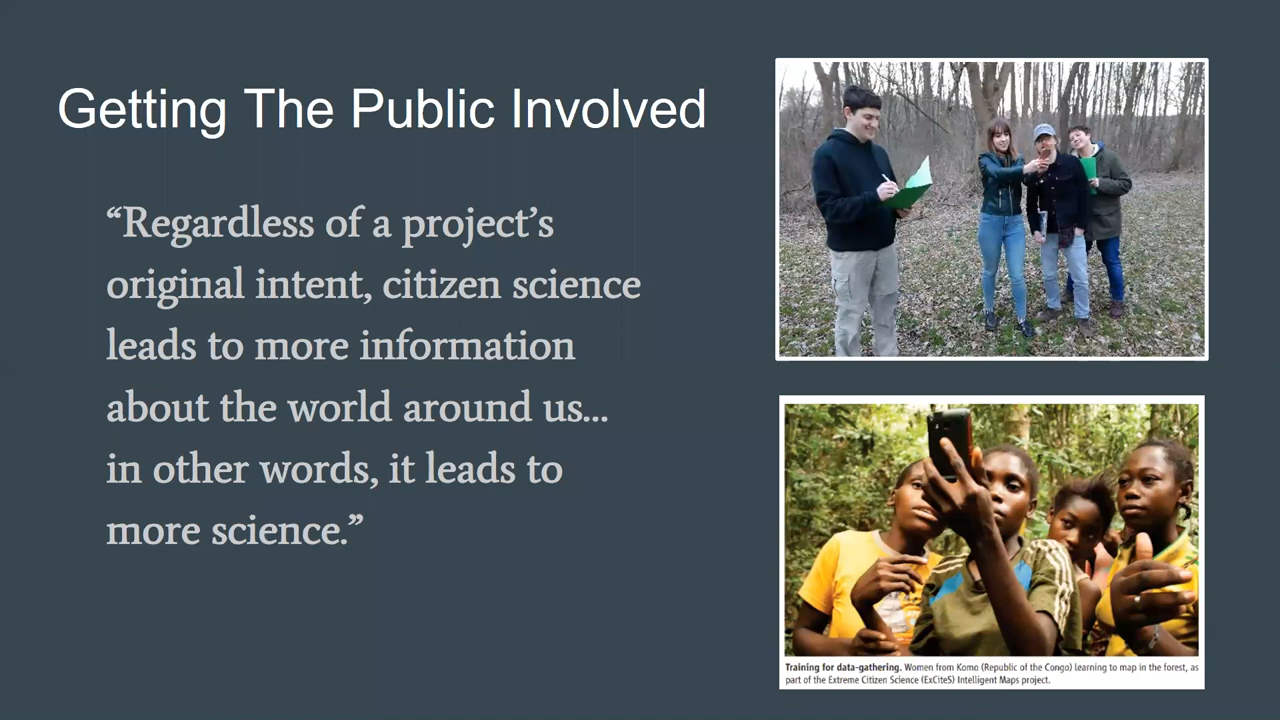 Getting The Public Involved
“Regardless of a project’s
original intent, citizen science
leads to more information
about the world around us...
in other words, it leads to
more science.”
Training for data-gathering. Women from Komo (Republic of the Congo) learning to map in the forest, as
part of the Extreme Citizen Science (ExCiteS) Intelligent Maps project.